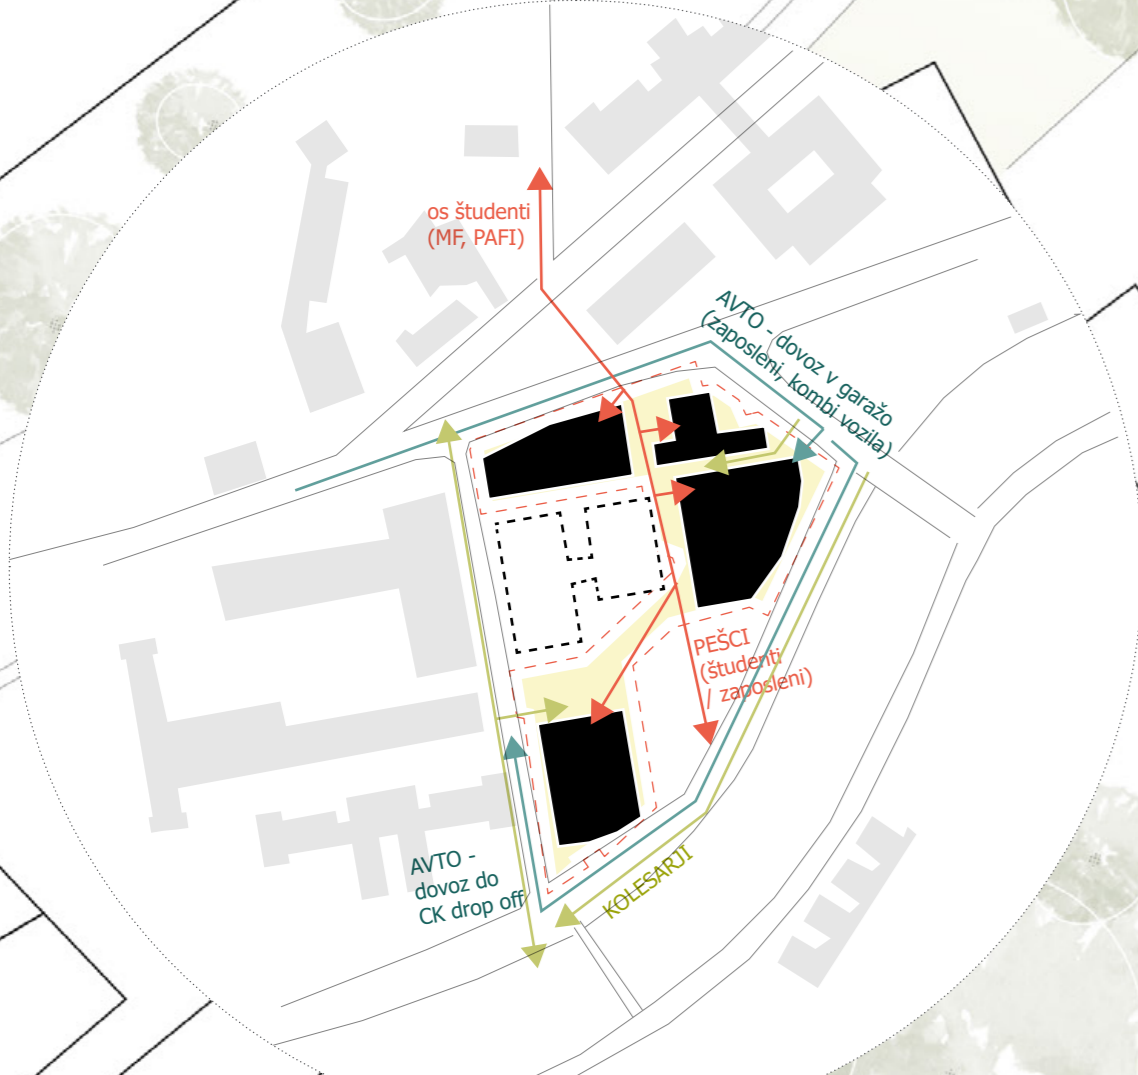 os študenti
(MF, PAFI)
AVTO - dovoz v garažo
(zaposleni, kombi vozila)
PEŠCI
(študenti
/ zaposleni)
AVTO -
dovoz do
CK drop off
KOLESARJI